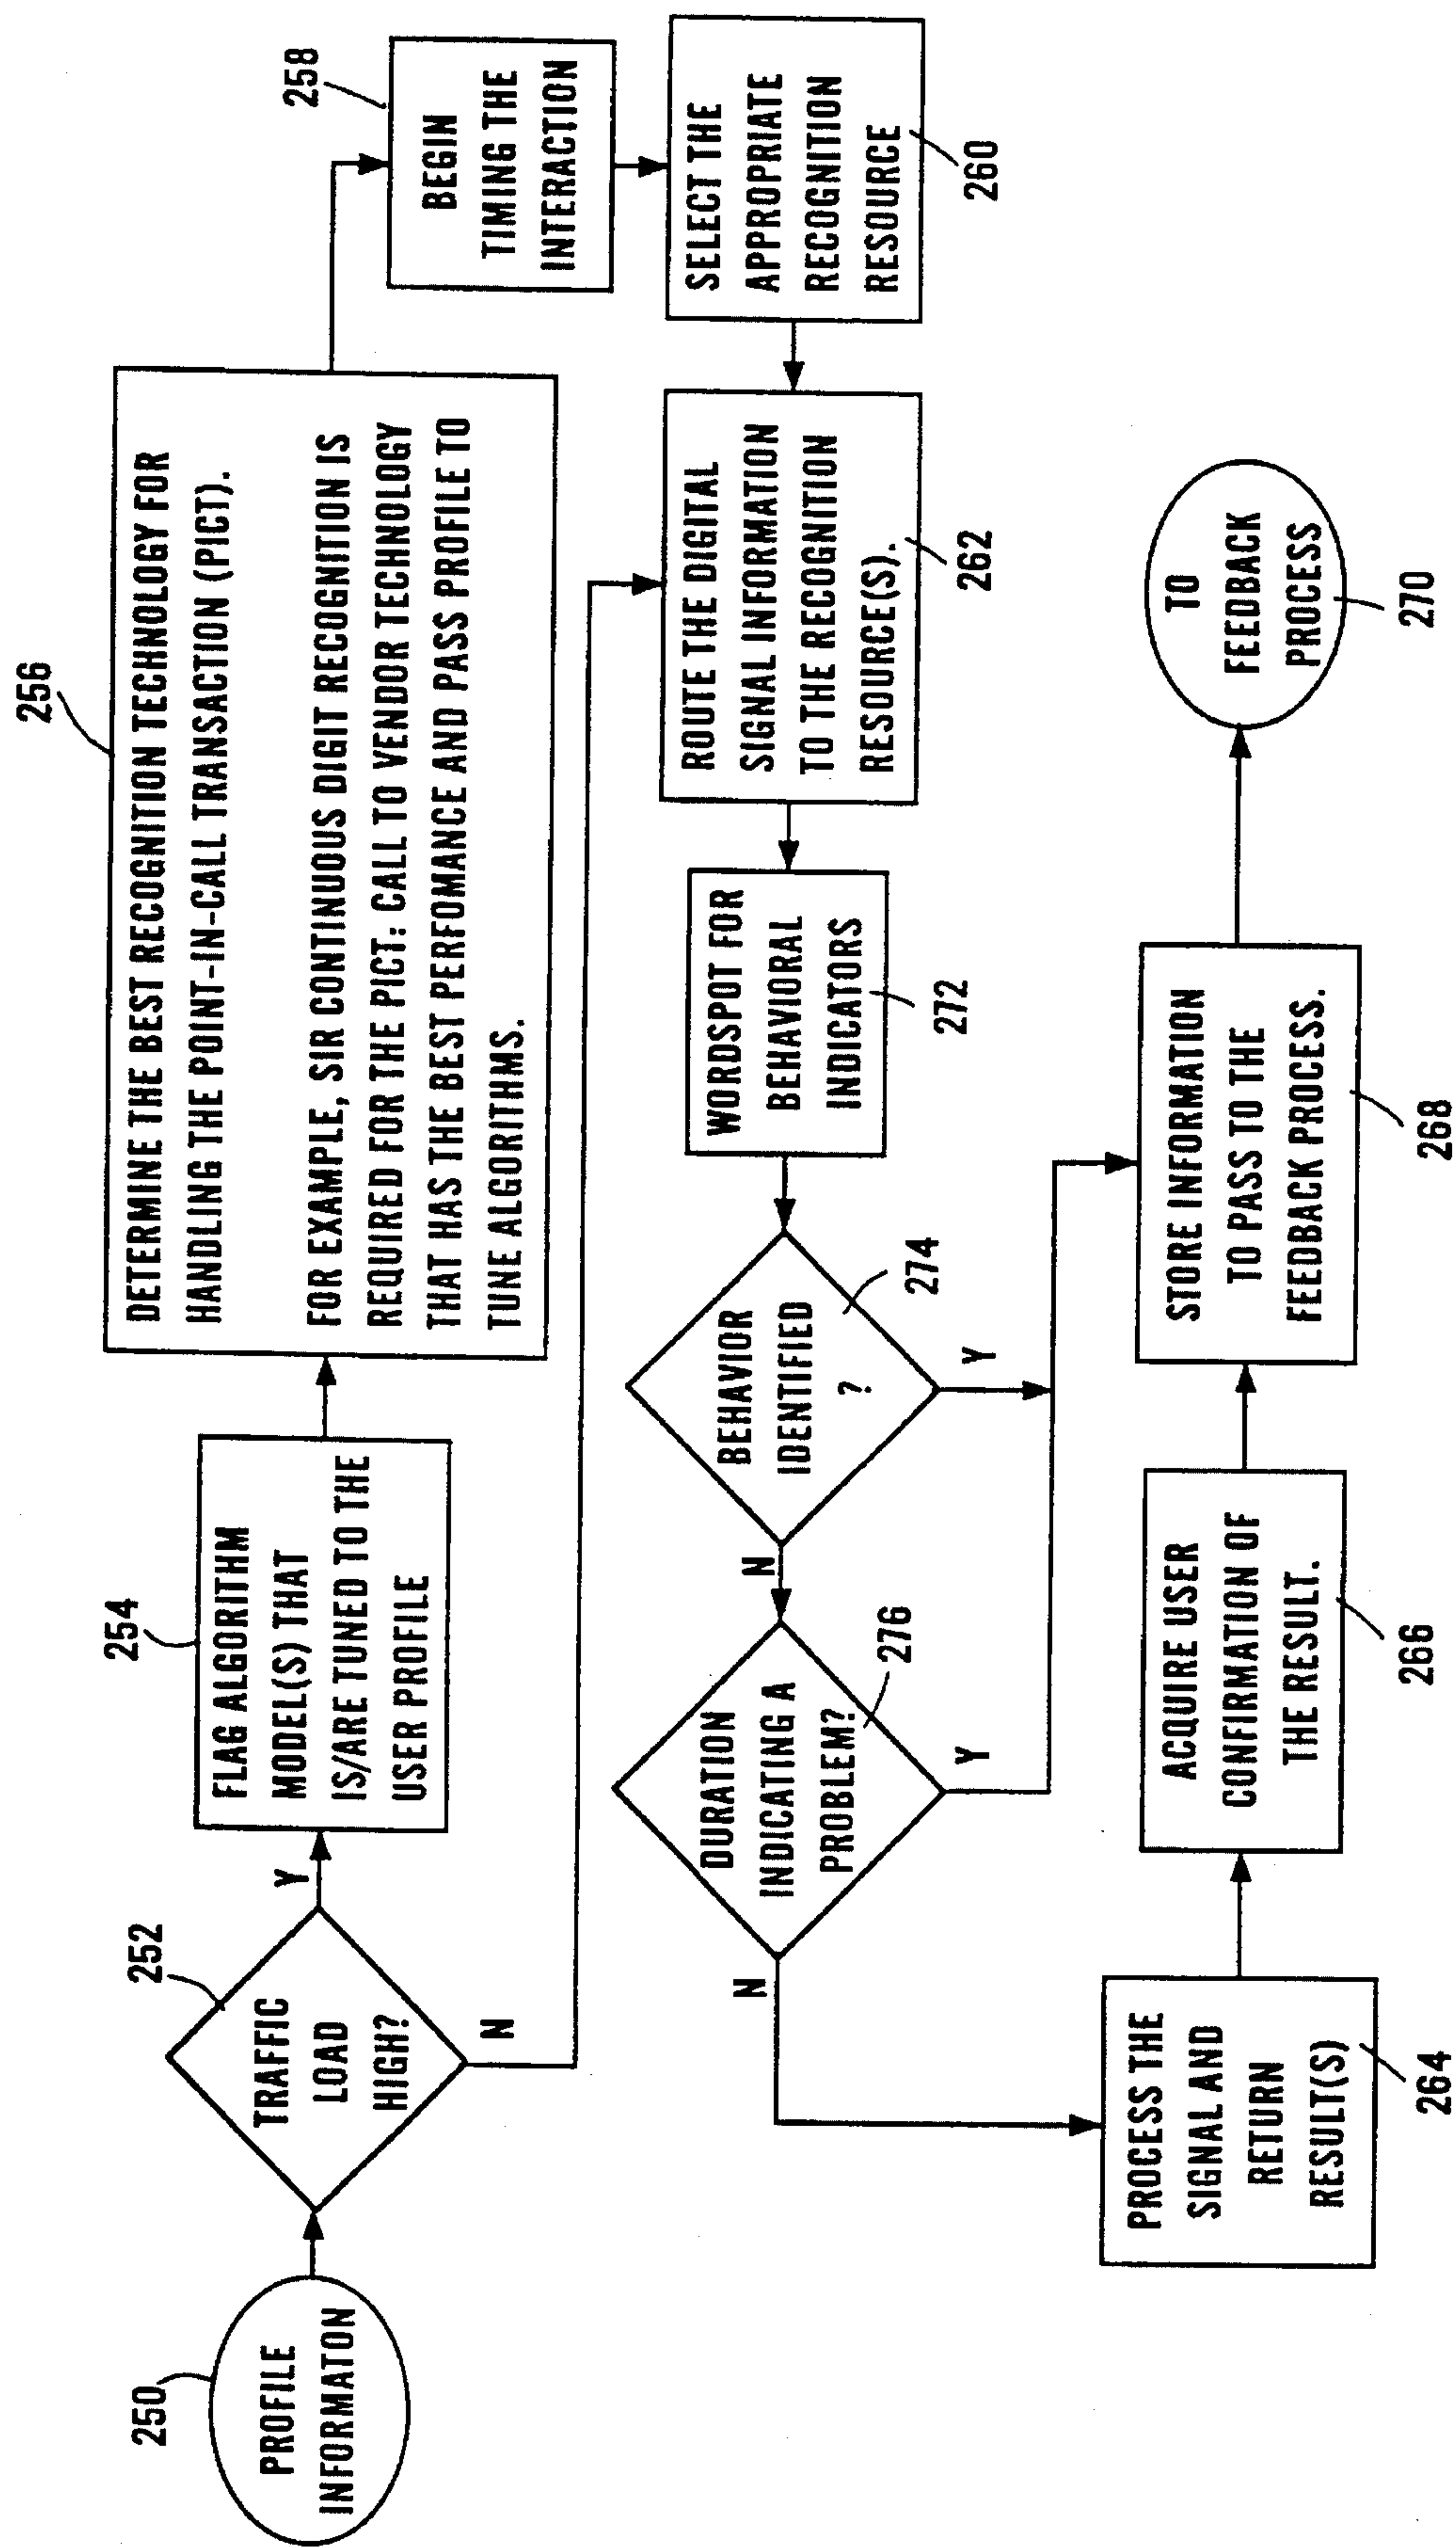 250
PROFILE
INFORMATON
252
TRAFFIC
LOAD
HIGH?
Y
N
254
FLAG ALGORITHM
MODEL(S) THAT
IS/ARE TUNED TO THE
USER PROFILE
256
DETERMINE THE BEST RECOGNITION TECHNOLOGY FOR
HANDLING THE POINT-IN-CALL TRANSACTION (PICT).
FOR EXAMPLE, SIR CONTINUOUS DIGIT RECOGNITION IS
REQUIRED FOR THE PICT: CALL TO VENDOR TECHNOLOGY
THAT HAS THE BEST PERFOMANCE AND PASS PROFILE TO
TUNE ALGORITHMS.
258
BEGIN
TIMING THE
INTERACTION
SELECT THE
APPROPRIATE
RECOGNITION
RESOURCE
260
ROUTE THE DIGITAL
SIGNAL INFORMATION
TO THE RECOGNITION
RESOURCE(S).
262
WORDSPOT FOR
BEHAVIORAL
INDICATORS
272
BEHAVIOR
IDENTIFIED
?
274
Y
N
DURATION
INDICATING A
PROBLEM?
276
Y
N
PROCESS THE
SIGNAL AND
RETURN
RESULT(S)
264
ACQUIRE USER
CONFIRMATION OF
THE RESULT.
266
STORE INFORMATION
TO PASS TO THE
FEEDBACK PROCESS.
268
TO
FEEDBACK
PROCESS
270